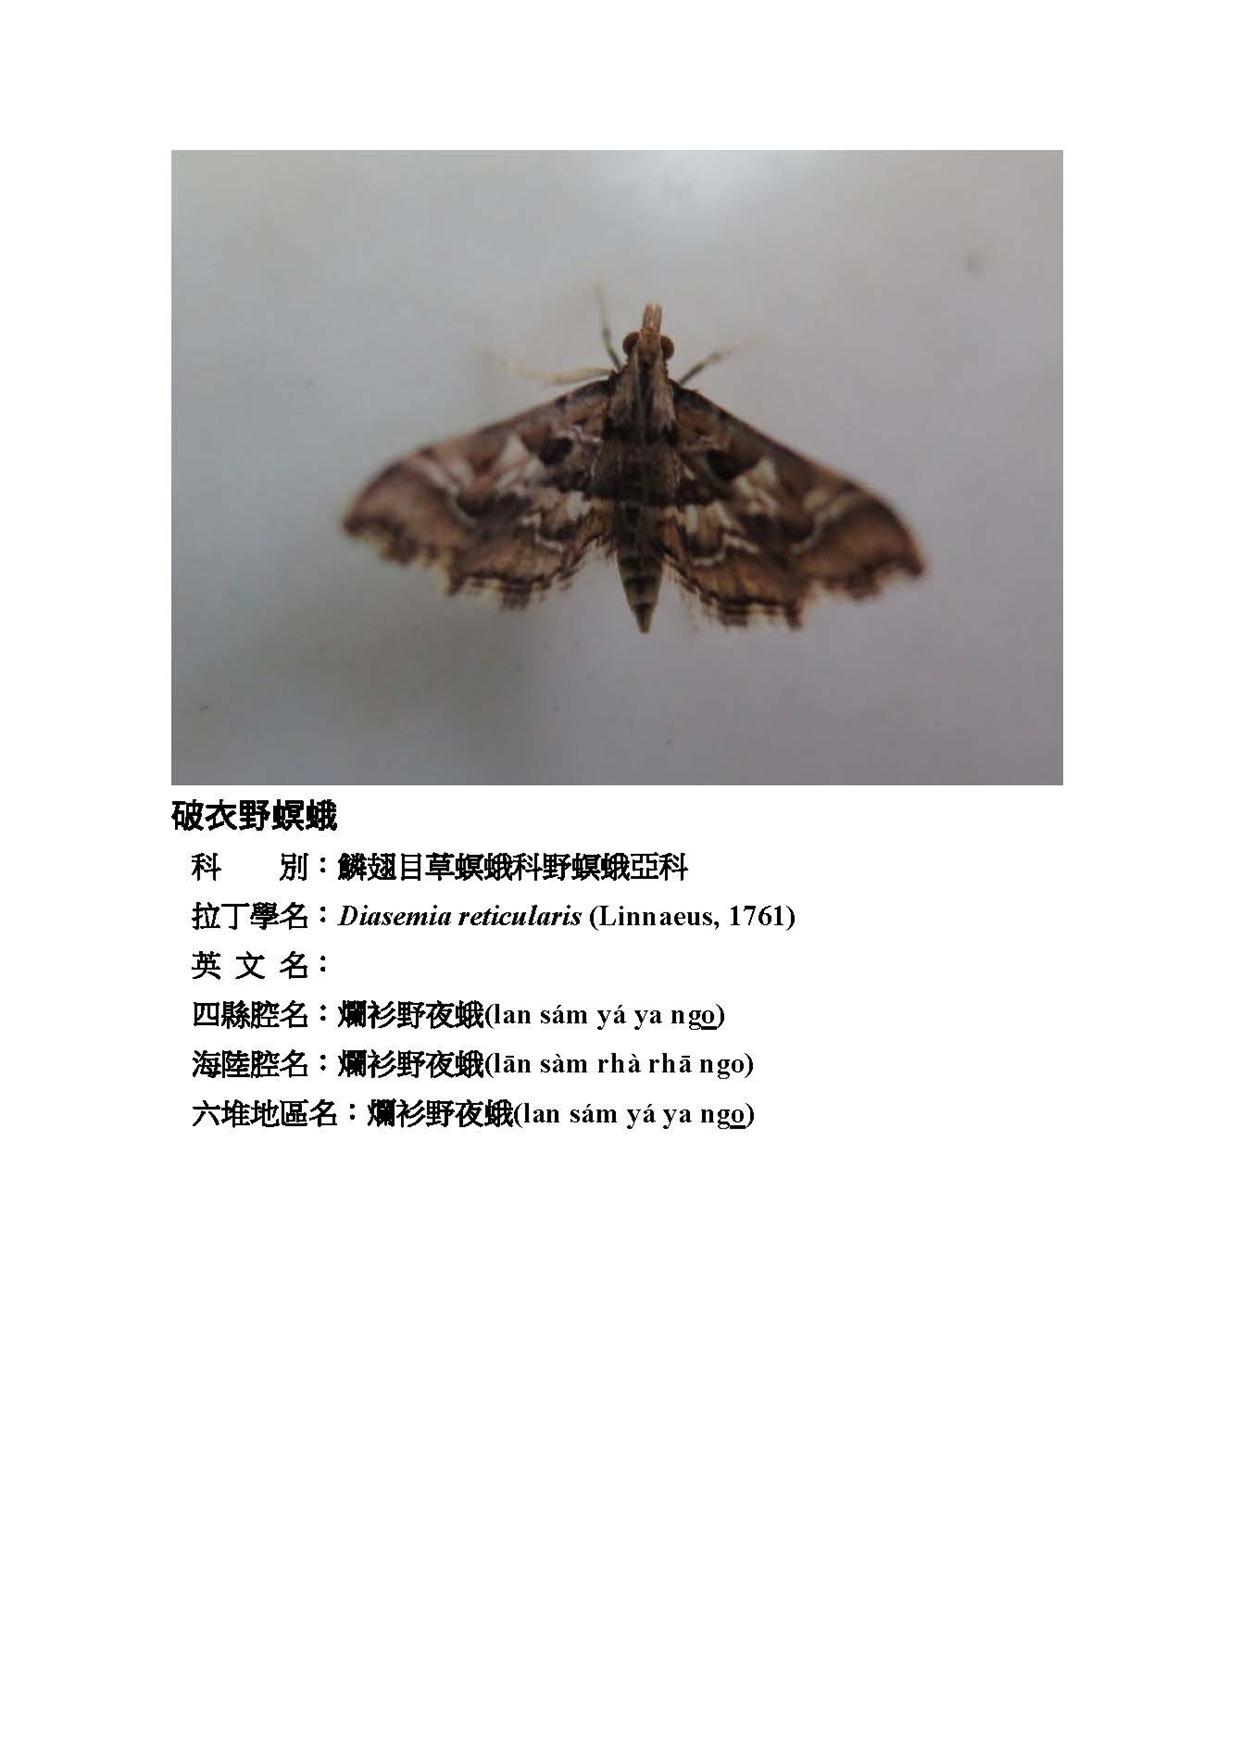 破衣野螟蛾
科　　別：鱗翅目草螟蛾科野螟蛾亞科
拉丁學名：Diasemia reticularis (Linnaeus, 1761)
英 文 名：
四縣腔名：爛衫野夜蛾(lan sám yá ya ngo)
海陸腔名：爛衫野夜蛾(lān sàm rhà rhā ngo)
六堆地區名：爛衫野夜蛾(lan sám yá ya ngo)